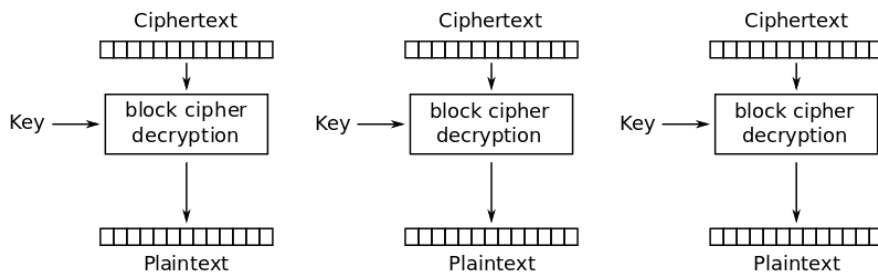 Ciphertext Ciphertext Ciphertext
Key block cipher decryption Key block cipher decryption Key block cipher decryption
Plaintext Plaintext Plaintext